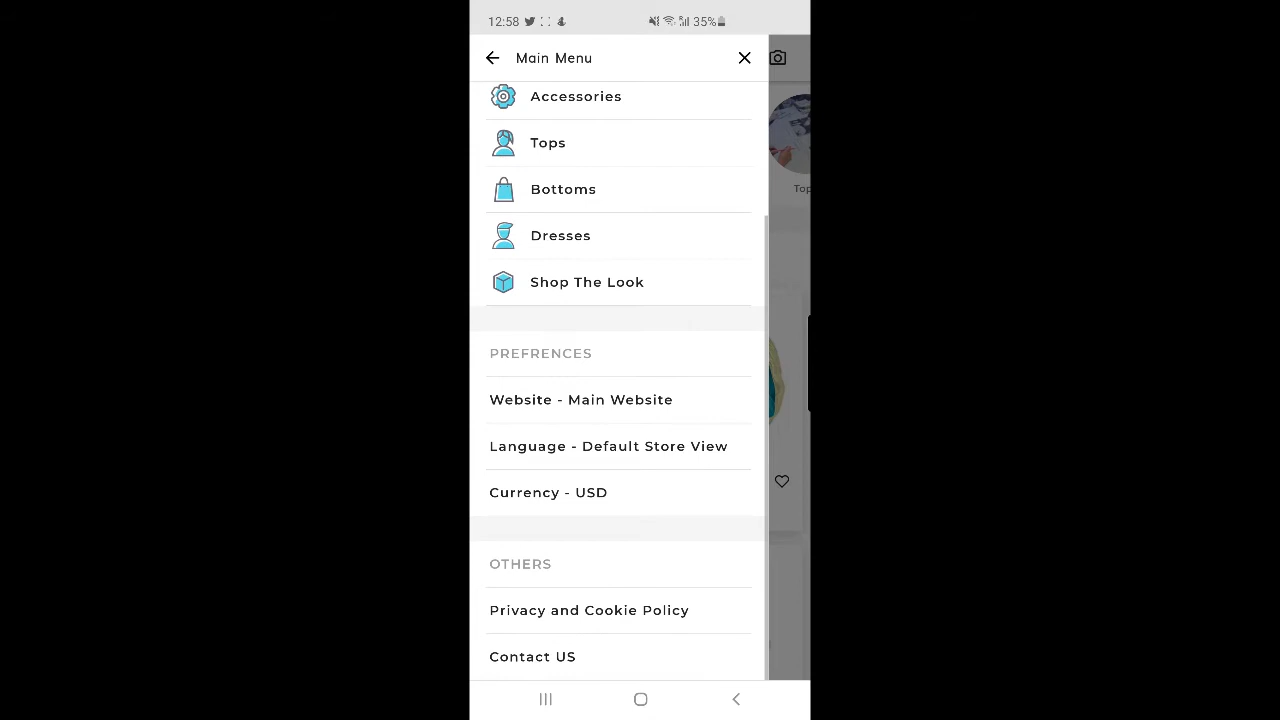 12:58 35%
Main Menu
Accessories
Tops
Bottoms
Dresses
Shop The Look
PREFRENCES
Website - Main Website
Language - Default Store View
Currency - USD
OTHERS
Privacy and Cookie Policy
Contact US
Top